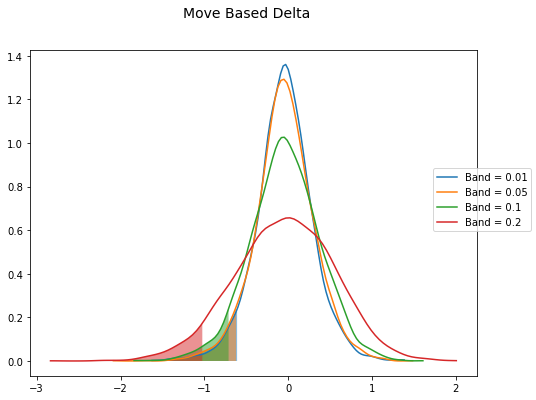 Move Based Delta
1.4
1.2
1.0
0.8
0.6
0.4
0.2
0.0
Band = 0.01
Band = 0.05
Band = 0.1
Band = 0.2
−3 −2 −1 0 1 2